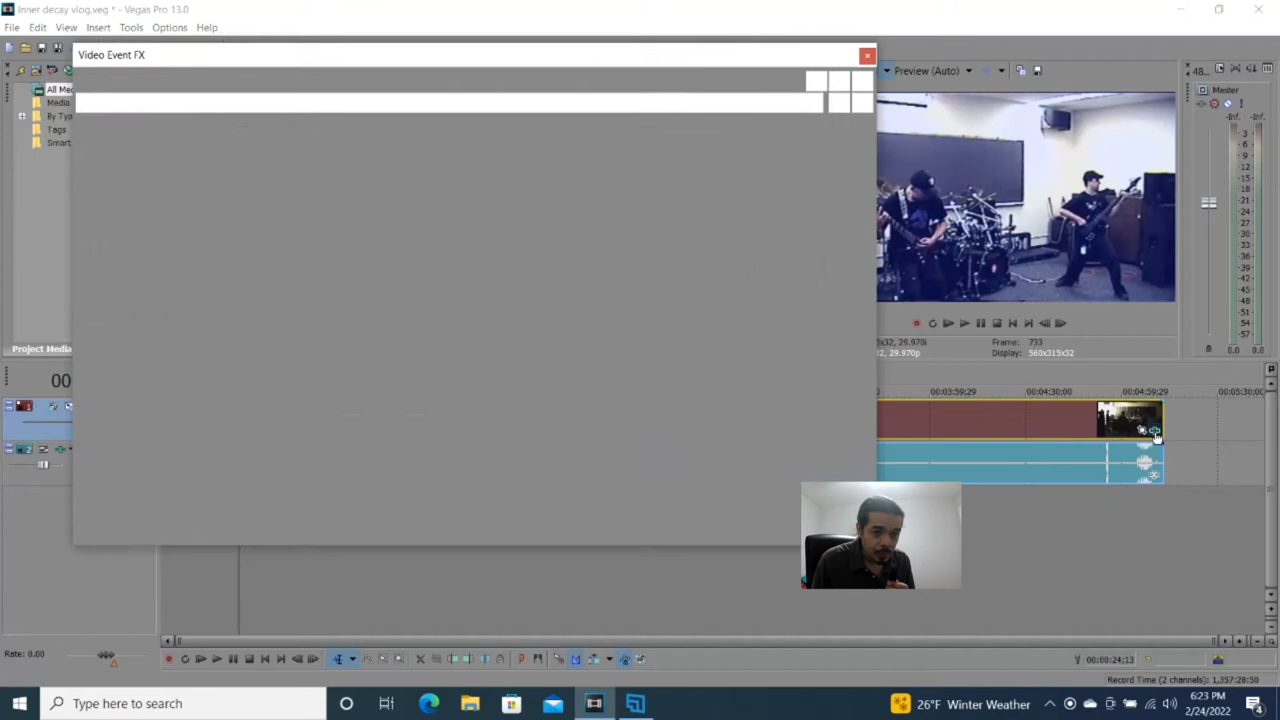 Inner decay vlog.veg * - Vegas Pro 13.0
File Edit View Insert Tools Options Help
Video Event FX
Preview (Auto)
48...
All Med
Media
By Typ
Tags
Smart
Master
-Inf. -Inf.
3
6
9
12
15
18
21
24
27
30
33
36
39
42
45
48
51
54
57
0.0 0.0
Project Media
x32, 29.970i
Frame: 733
x32, 29.970p
Display: 560x315x32
00
00:03:59;29 00:04:30;00 00:04:59;29 00:05:30;00
1
2
Rate: 0.00
00:00:24;13
Record Time (2 channels): 1,357:28:50
Type here to search
26°F Winter Weather
6:23 PM
2/24/2022
4